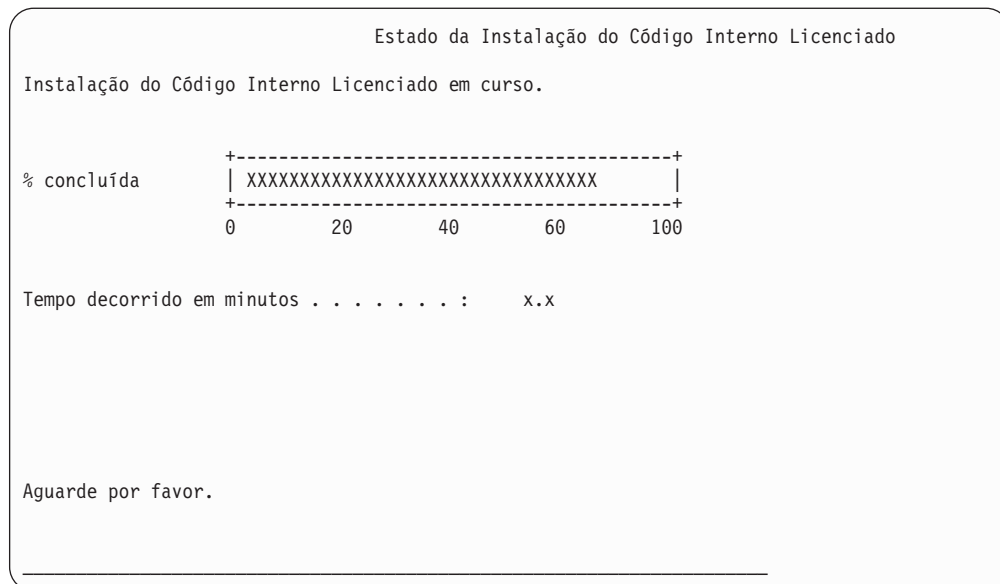 Estado da Instalação do Código Interno Licenciado
Instalação do Código Interno Licenciado em curso.
+-----------------------------------------+
% concluída | XXXXXXXXXXXXXXXXXXXXXXXXXXXXXXXXX |
+-----------------------------------------+
0 20 40 60 100
Tempo decorrido em minutos . . . . . . . : x.x
Aguarde por favor.